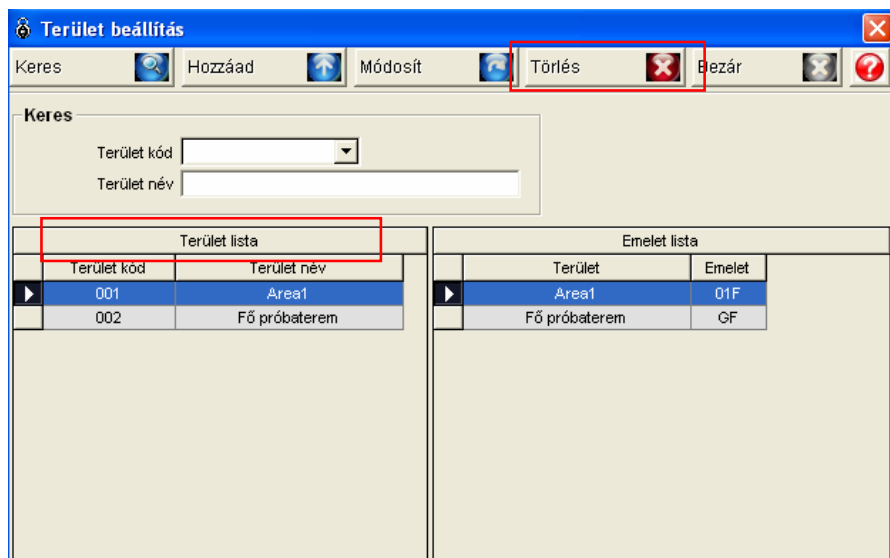 Terület beállítás
Keres Hozzáad Módosít Törlés Bezár
Keres
Terület kód
Terület név
Terület lista Emelet lista
Terület kód Terület név Terület Emelet
001 Area1 Area1 01F
002 Fő próbaterem Fő próbaterem GF